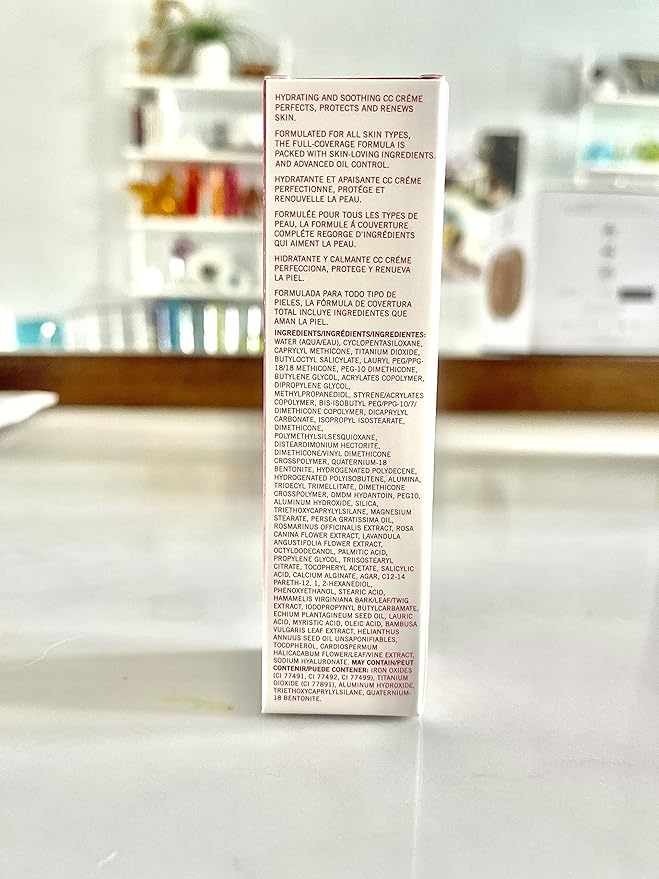 HYDRATING AND SOOTHING CC CRÉME
PERFECTS, PROTECTS AND RENEWS
SKIN.
FORMULATED FOR ALL SKIN TYPES,
THE FULL-COVERAGE FORMULA IS
PACKED WITH SKIN-LOVING INGREDIENTS.
AND ADVANCED OIL CONTROL.
HYDRATANTE ET APAISANTE CC CRÉME
PERFECTIONNE, PROTÉGE ET
RENOUVELLE LA PEAU.
FORMULÉE POUR TOUS LES TYPES DE
PEAU, LA FORMULE Á COUVERTURE
COMPLÉTE REGORGE D'INGRÉDIENTS
QUI AIMENT LA PEAU.
HIDRATANTE Y CALMANTE CC CRÉME
PERFECCIONA, PROTEGE Y RENUEVA
LA PIEL.
FORMULADA PARA TODO TIPO DE
PIELES, LA FÓRMULA DE COVERTURA
TOTAL INCLUYE INGREDIENTES QUE
AMAN LA PIEL.
INGREDIENTS/INGRÉDIENTS/INGREDIENTES:
WATER (AQUA/EAU), CYCLOPENTASILOXANE,
CAPRYLYL METHICONE, TITANIUM DIOXIDE,
BUTYLOCTYL SALICYLATE, LAURYL PEG/PPG-
18/18 METHICONE, PEG-10 DIMETHICONE,
BUTYLENE GLYCOL, ACRYLATES COPOLYMER,
DIPROPYLENE GLYCOL,
METHYLPROPANEDIOL, STYRENE/ACRYLATES
COPOLYMER, BIS-ISOBUTYL PEG/PPG-10/7/
DIMETHICONE COPOLYMER, DICAPRYLYL
CARBONATE, ISOPROPYL ISOSTEARATE,
DIMETHICONE,
POLYMETHYLSILSESQUIOXANE,
DISTEARDIMONIUM HECTORITE,
DIMETHICONE/VINYL DIMETHICONE
CROSSPOLYMER, QUATERNIUM-18
BENTONITE, HYDROGENATED POLYDECENE,
HYDROGENATED POLYISOBUTENE, ALUMINA,
TRIDECYL TRIMELLITATE, DIMETHICONE
CROSSPOLYMER, DMDM HYDANTOIN, PEG10,
ALUMINUM HYDROXIDE, SILICA,
TRIETHOXYCAPRYLYLSILANE, MAGNESIUM
STEARATE, PERSEA GRATISSIMA OIL,
ROSMARINUS OFFICINALIS EXTRACT, ROSA
CANINA FLOWER EXTRACT, LAVANDULA
ANGUSTIFOLIA FLOWER EXTRACT,
OCTYLDODECANOL, PALMITIC ACID,
PROPYLENE GLYCOL, TRIISOSTEARYL
CITRATE, TOCOPHERYL ACETATE, SALICYLIC
ACID, CALCIUM ALGINATE, AGAR, C12-14
PARETH-12, 1, 2-HEXANEDIOL,
PHENOXYETHANOL, STEARIC ACID,
HAMAMELIS VIRGINIANA BARK/LEAF/TWIG
EXTRACT, IODOPROPYNYL BUTYLCARBAMATE,
ECHIUM PLANTAGINEUM SEED OIL, LAURIC
ACID, MYRISTIC ACID, OLEIC ACID, BAMBUSA
VULGARIS LEAF EXTRACT, HELIANTHUS
ANNUUS SEED OIL UNSAPONIFIABLES,
TOCOPHEROL, CARDIOSPERMUM
HALICACABUM FLOWER/LEAF/VINE EXTRACT,
SODIUM HYALURONATE. MAY CONTAIN/PEUT
CONTENIR/PUEDE CONTENER: IRON OXIDES
(CI 77491, CI 77492, CI 77499), TITANIUM
DIOXIDE (CI 77891), ALUMINUM HYDROXIDE,
TRIETHOXYCAPRYLYLSILANE, QUATERNIUM-
18 BENTONITE.